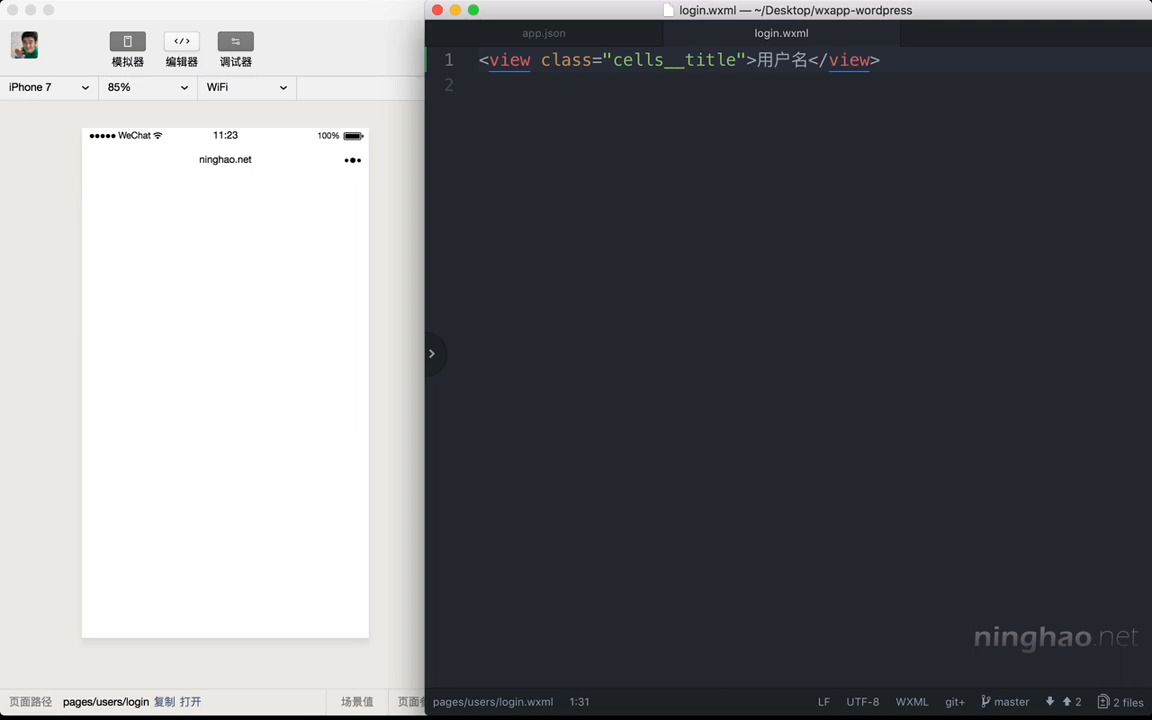 login.wxml — ~/Desktop/wxapp-wordpress
模拟器 编辑器 调试器
app.json login.wxml
1 <view class="cells__title">用户名</view>
2
iPhone 7 85% WiFi
WeChat 11:23 100%
ninghao.net
ninghao.net
页面路径 pages/users/login 复制 打开 场景值 页面
pages/users/login.wxml 1:31 LF UTF-8 WXML git+ master 2 2 files